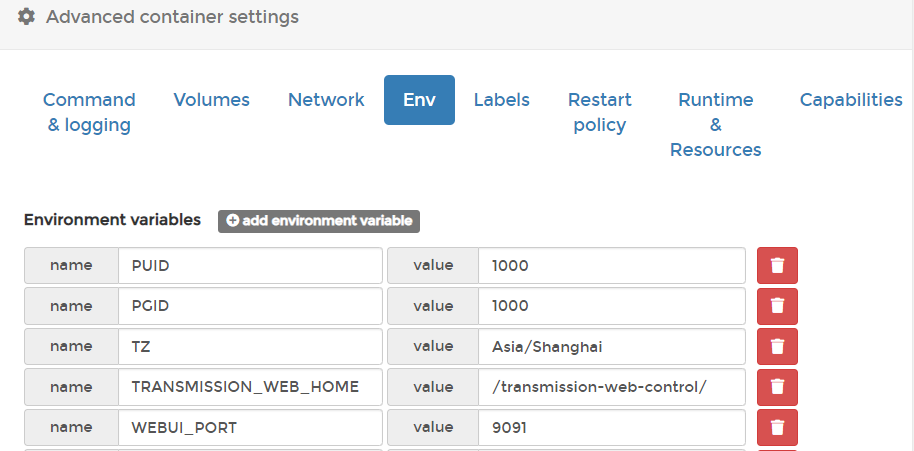 Advanced container settings
Command & logging Volumes Network Env Labels Restart policy Runtime & Resources Capabilities
Environment variables add environment variable
name PUID value 1000
name PGID value 1000
name TZ value Asia/Shanghai
name TRANSMISSION_WEB_HOME value /transmission-web-control/
name WEBUI_PORT value 9091